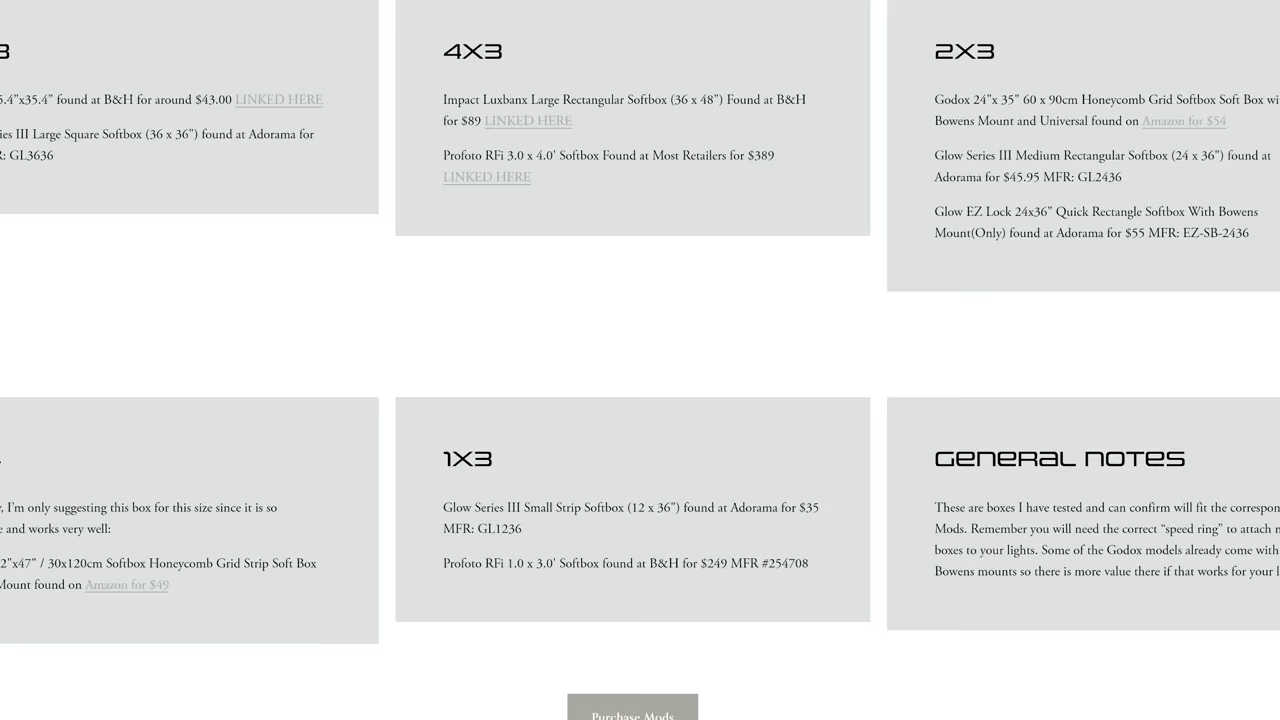 3
5.4"x35.4" found at B&H for around $43.00 LINKED HERE
ies III Large Square Softbox (36 x 36") found at Adorama for
R: GL3636
4X3
Impact Luxbanx Large Rectangular Softbox (36 x 48") Found at B&H
for $89 LINKED HERE
Profoto RFi 3.0 x 4.0' Softbox Found at Most Retailers for $389
LINKED HERE
2X3
Godox 24"x 35" 60 x 90cm Honeycomb Grid Softbox Soft Box wi
Bowens Mount and Universal found on Amazon for $54
Glow Series III Medium Rectangular Softbox (24 x 36") found at
Adorama for $45.95 MFR: GL2436
Glow EZ Lock 24x36" Quick Rectangle Softbox With Bowens
Mount(Only) found at Adorama for $55 MFR: EZ-SB-2436
, I'm only suggesting this box for this size since it is so
e and works very well:
2"x47" / 30x120cm Softbox Honeycomb Grid Strip Soft Box
Mount found on Amazon for $49
1X3
Glow Series III Small Strip Softbox (12 x 36") found at Adorama for $35
MFR: GL1236
Profoto RFi 1.0 x 3.0' Softbox found at B&H for $249 MFR #254708
General Notes
These are boxes I have tested and can confirm will fit the correspon
Mods. Remember you will need the correct “speed ring” to attach
boxes to your lights. Some of the Godox models already come with
Bowens mounts so there is more value there if that works for your
Purchase Mods